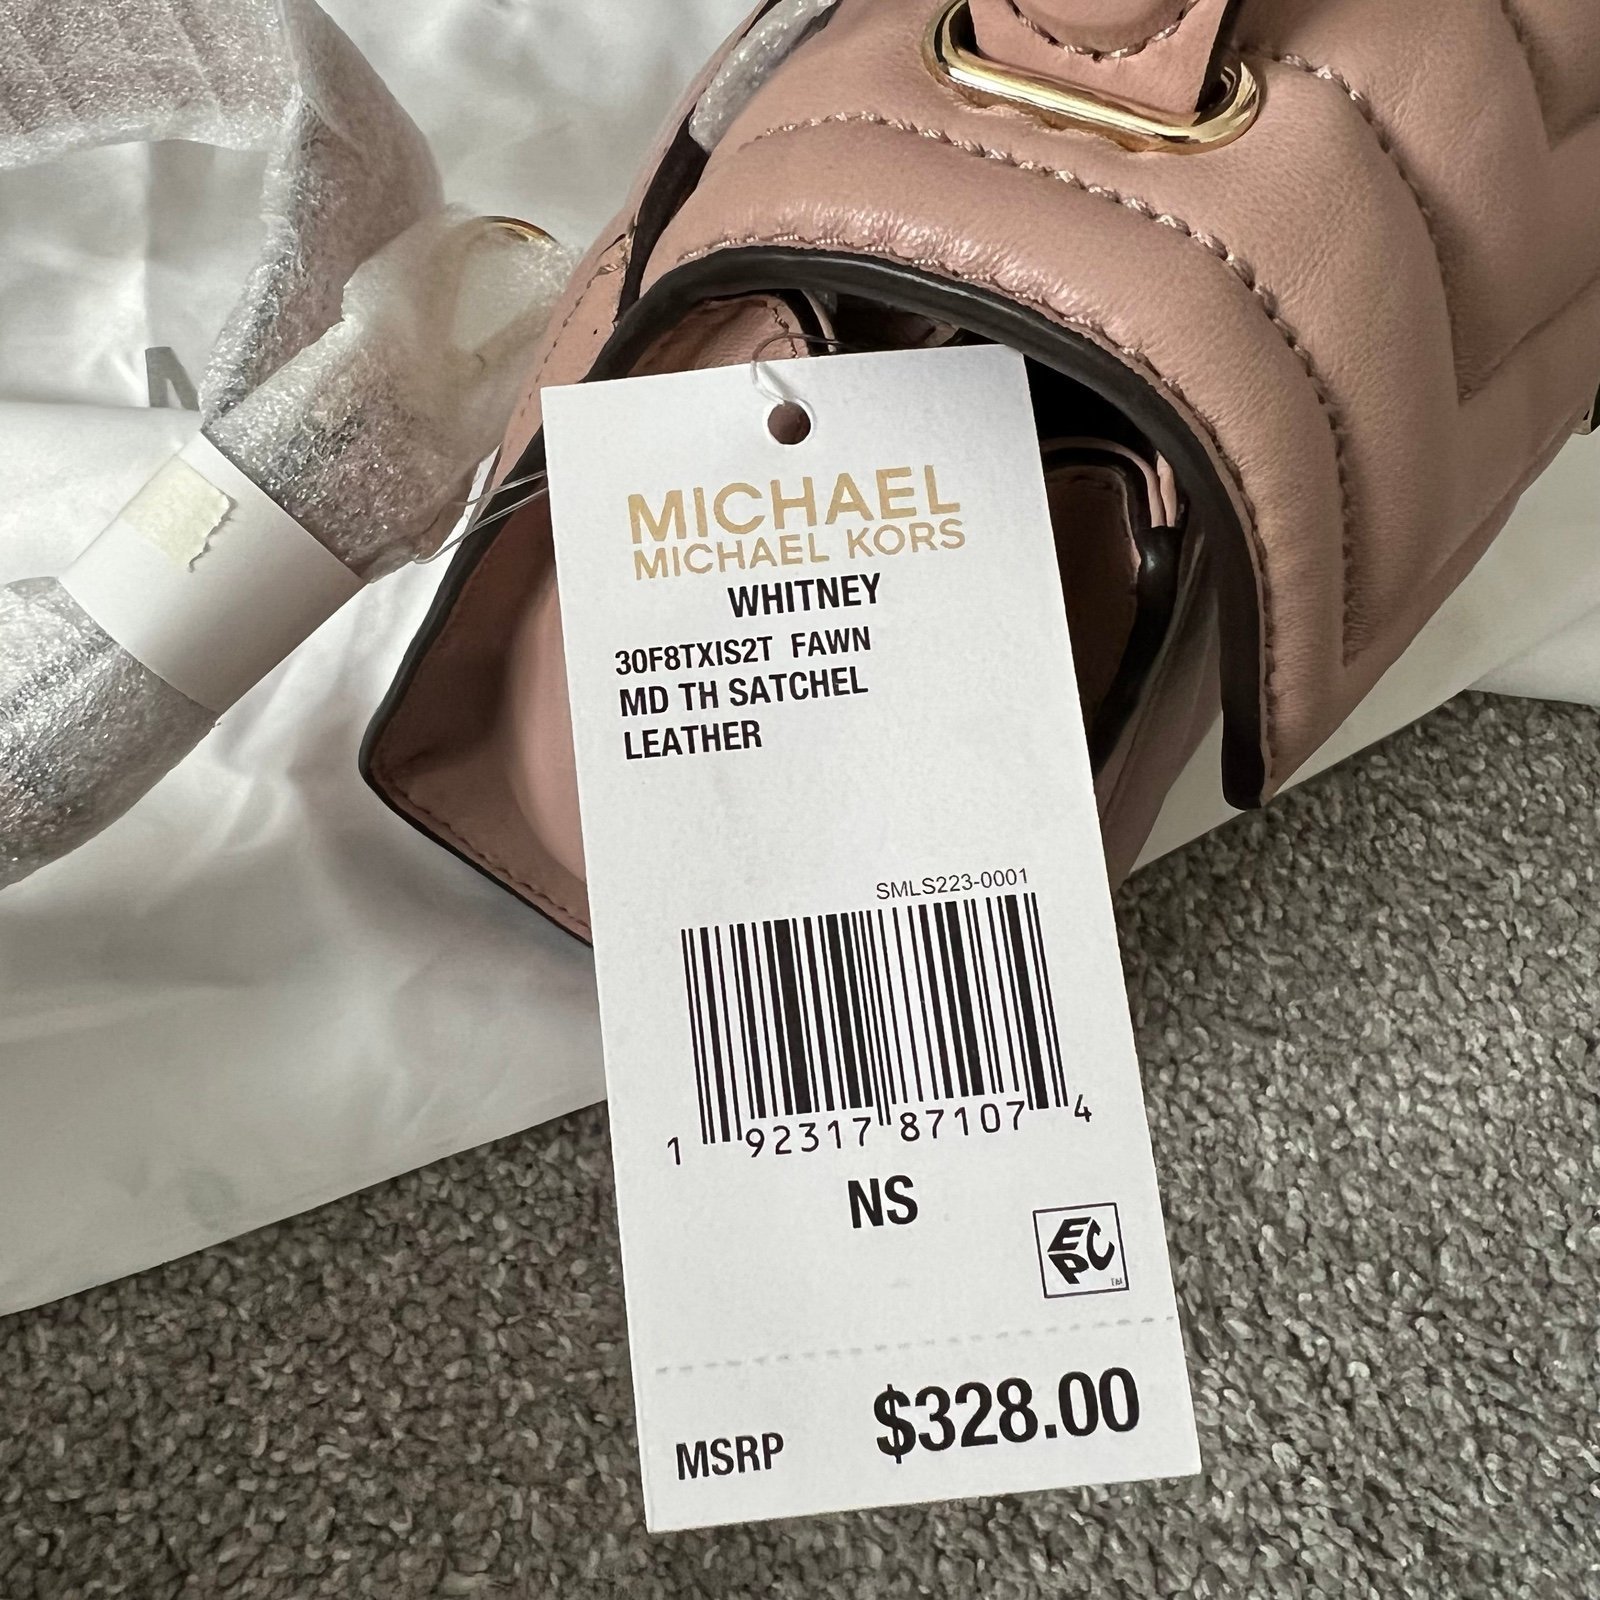 MICHAEL
MICHAEL KORS
WHITNEY
30F8TXIS2T FAWN
MD TH SATCHEL
LEATHER
SMLS223-0001
1 92317 87107 4
NS
EPC
TM
MSRP $328.00